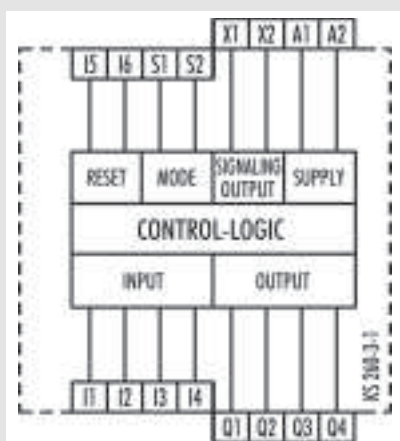 X1 X2 A1 A2
I5 I6 S1 S2
RESET MODE SIGNALING OUTPUT SUPPLY
CONTROL-LOGIC
INPUT OUTPUT
KS 260-3-1
I1 I2 I3 I4
Q1 Q2 Q3 Q4